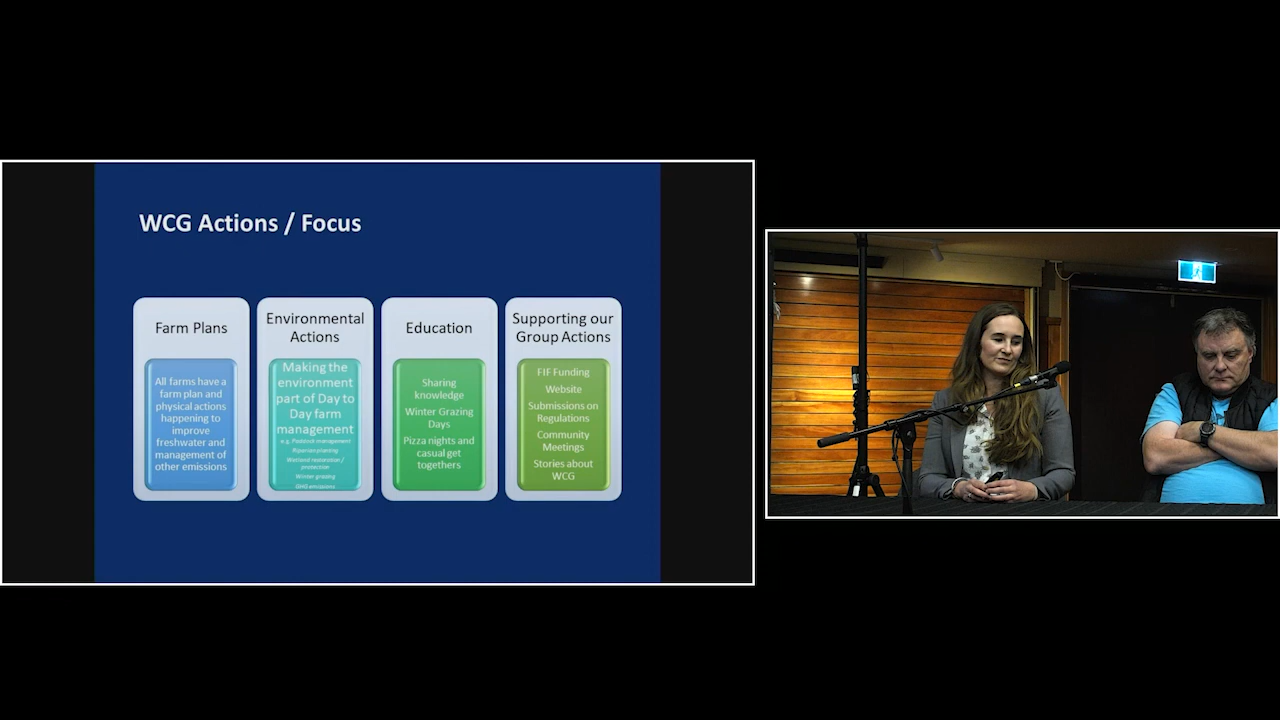 WCG Actions / Focus
Farm Plans
All farms have a
farm plan and
physical actions
happening to
improve
freshwater and
management of
other emissions
Environmental
Actions
Making the
environment
part of Day to
Day farm
management
e.g. Paddock management
Riparian planting
Wetland restoration /
protection
Winter grazing
GHG emissions
Education
Sharing
knowledge
Winter Grazing
Days
Pizza nights and
casual get
togethers
Supporting our
Group Actions
FIF Funding
Website
Submissions on
Regulations
Community
Meetings
Stories about
WCG